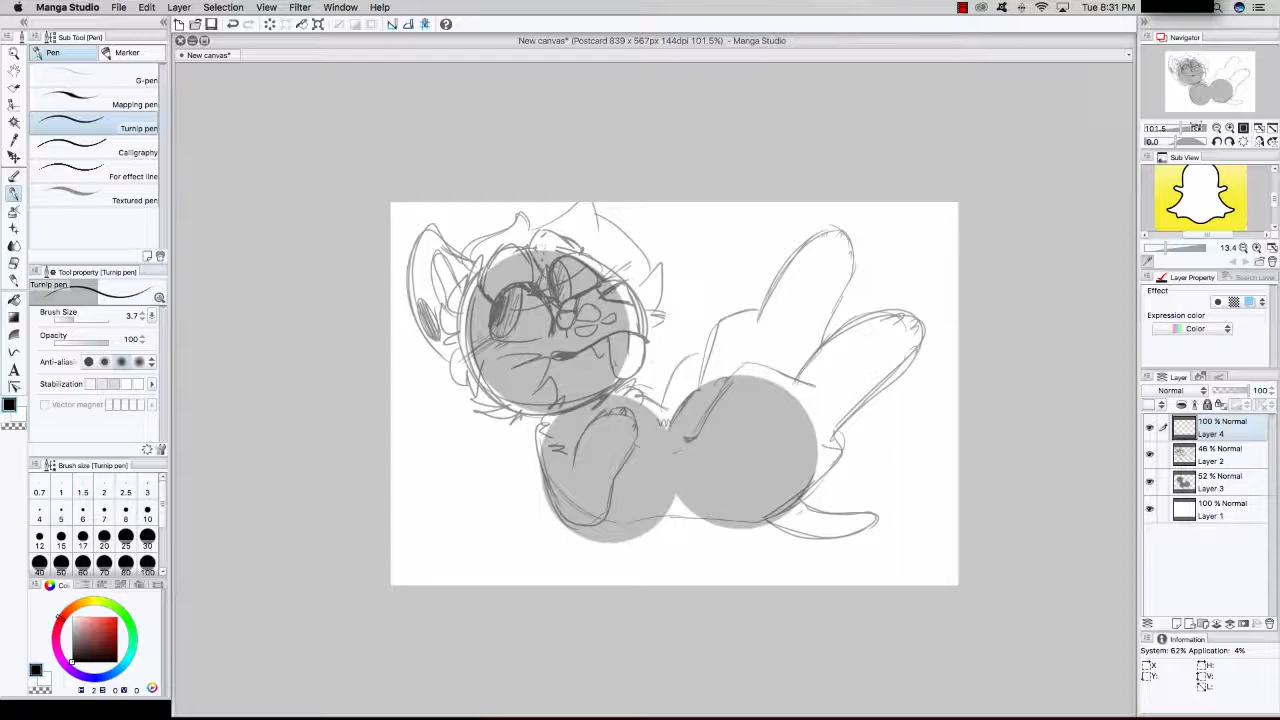 Manga Studio File Edit Layer Selection View Filter Window Help
Tue 8:31 PM
New canvas* (Postcard 839 x 567px 144dpi 101.5%) - Manga Studio
Sub Tool [Pen]
Pen Marker
G-pen
Mapping pen
Turnip pen
Calligraphy
For effect line
Textured pen
Tool property [Turnip pen]
Turnip pen
Brush Size 3.7
Opacity 100
Anti-alias
Stabilization
Vector magnet
Brush size [Turnip pen]
0.7 1 1.5 2 2.5 3
4 5 6 7 8 10
12 15 17 20 25 30
40 50 60 70 80 100
Col
2 0 0
New canvas*
Navigator
101.5
0.0
Sub View
13.4
Layer Property Search Layer
Effect
Expression color
Color
Layer
Normal 100
100 % Normal
Layer 4
46 % Normal
Layer 2
52 % Normal
Layer 3
100 % Normal
Layer 1
Information
System: 62% Application: 4%
X H:
Y: V:
L: